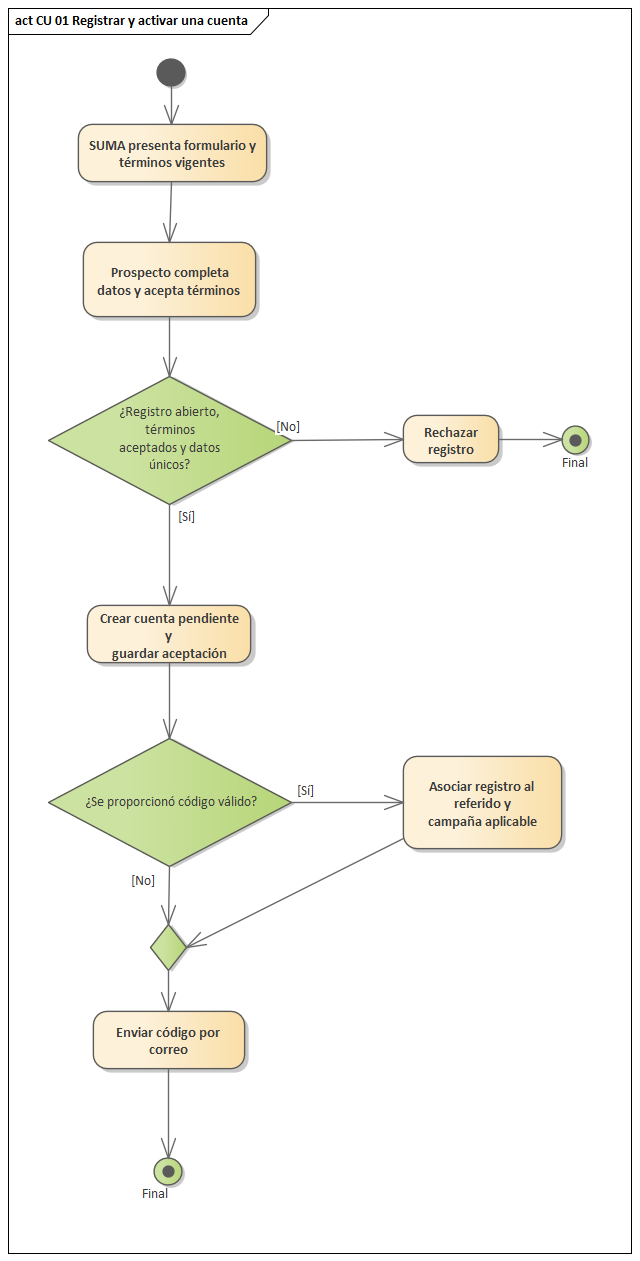 act CU 01 Registrar y activar una cuenta
SUMA presenta formulario y
términos vigentes
Prospecto completa
datos y acepta términos
¿Registro abierto,
términos
aceptados y datos
únicos?
[No]
Rechazar
registro
Final
[Sí]
Crear cuenta pendiente
y
guardar aceptación
¿Se proporcionó código válido?
[Sí]
Asociar registro al
referido y
campaña aplicable
[No]
Enviar código por
correo
Final